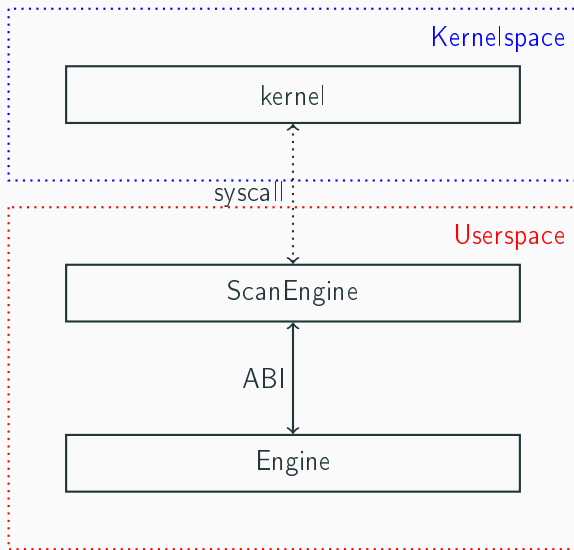 Kernelspace
kernel
syscall
Userspace
ScanEngine
ABI
Engine